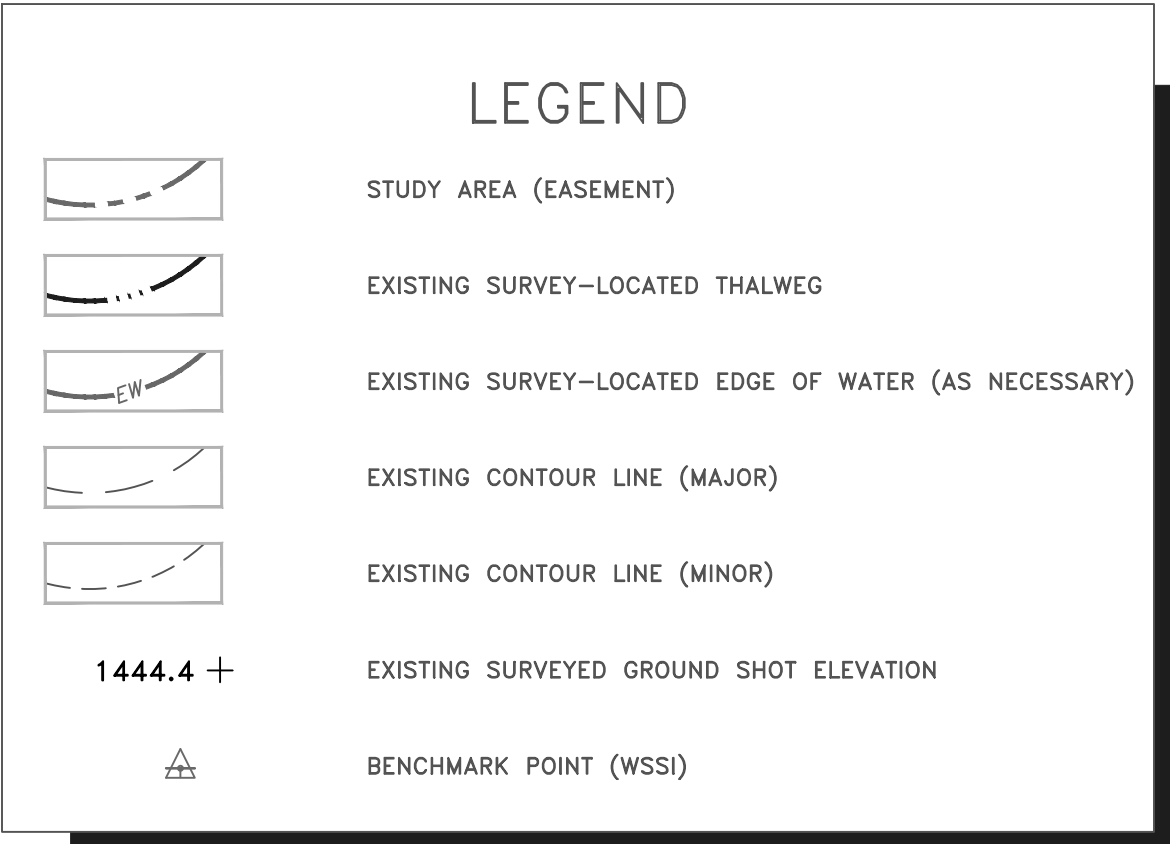 LEGEND
STUDY AREA (EASEMENT)
EXISTING SURVEY–LOCATED THALWEG
EW EXISTING SURVEY–LOCATED EDGE OF WATER (AS NECESSARY)
EXISTING CONTOUR LINE (MAJOR)
EXISTING CONTOUR LINE (MINOR)
1444.4 EXISTING SURVEYED GROUND SHOT ELEVATION
BENCHMARK POINT (WSSI)